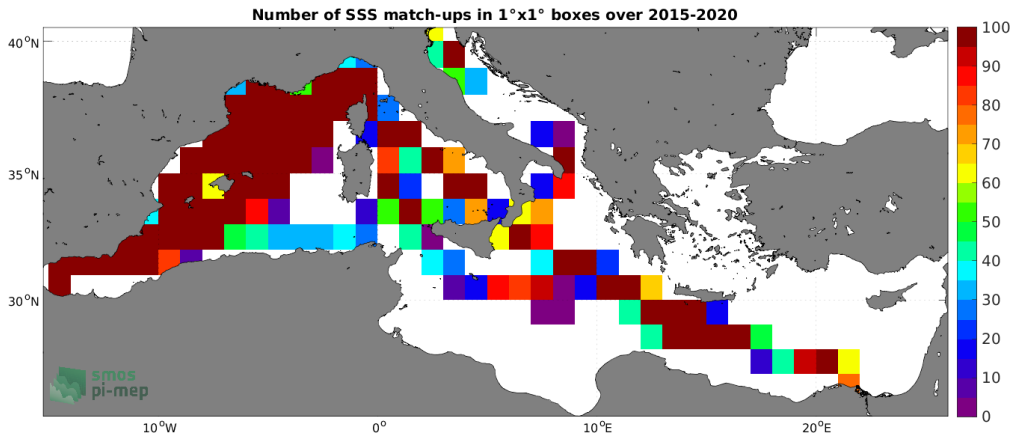 Number of SSS match-ups in 1°x1° boxes over 2015-2020
40°N
35°N
30°N
10°W
0°
10°E
20°E
100
90
80
70
60
50
40
30
20
10
0
smos
pi-mep